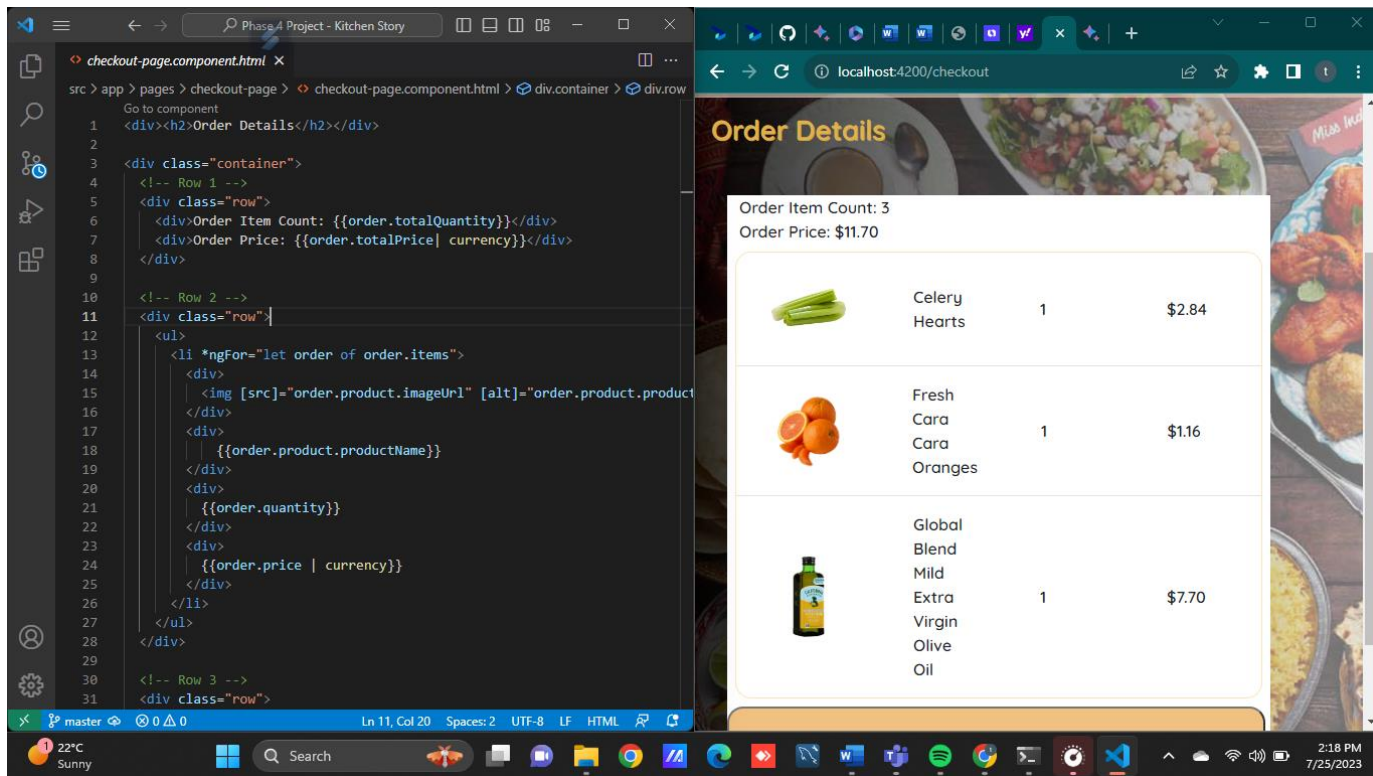 Phase 4 Project - Kitchen Story
checkout-page.component.html
src > app > pages > checkout-page > checkout-page.component.html > div.container > div.row
Go to component
1 <div><h2>Order Details</h2></div>
2
3 <div class="container">
4 <!-- Row 1 -->
5 <div class="row">
6 <div>Order Item Count: {{order.totalQuantity}}</div>
7 <div>Order Price: {{order.totalPrice| currency}}</div>
8 </div>
9
10 <!-- Row 2 -->
11 <div class="row">
12 <ul>
13 <li *ngFor="let order of order.items">
14 <div>
15 <img [src]="order.product.imageUrl" [alt]="order.product.product
16 </div>
17 <div>
18 {{order.product.productName}}
19 </div>
20 <div>
21 {{order.quantity}}
22 </div>
23 <div>
24 {{order.price | currency}}
25 </div>
26 </li>
27 </ul>
28 </div>
29
30 <!-- Row 3 -->
31 <div class="row">
master 0 0 Ln 11, Col 20 Spaces: 2 UTF-8 LF HTML
localhost:4200/checkout
t
Order Details
Miss Ind
Order Item Count: 3
Order Price: $11.70
Celery
Hearts
1 $2.84
Fresh
Cara
Cara
Oranges
1 $1.16
Global
Blend
Mild
Extra
Virgin
Olive
Oil
1 $7.70
1
22°C
Sunny
Search
2:18 PM
7/25/2023